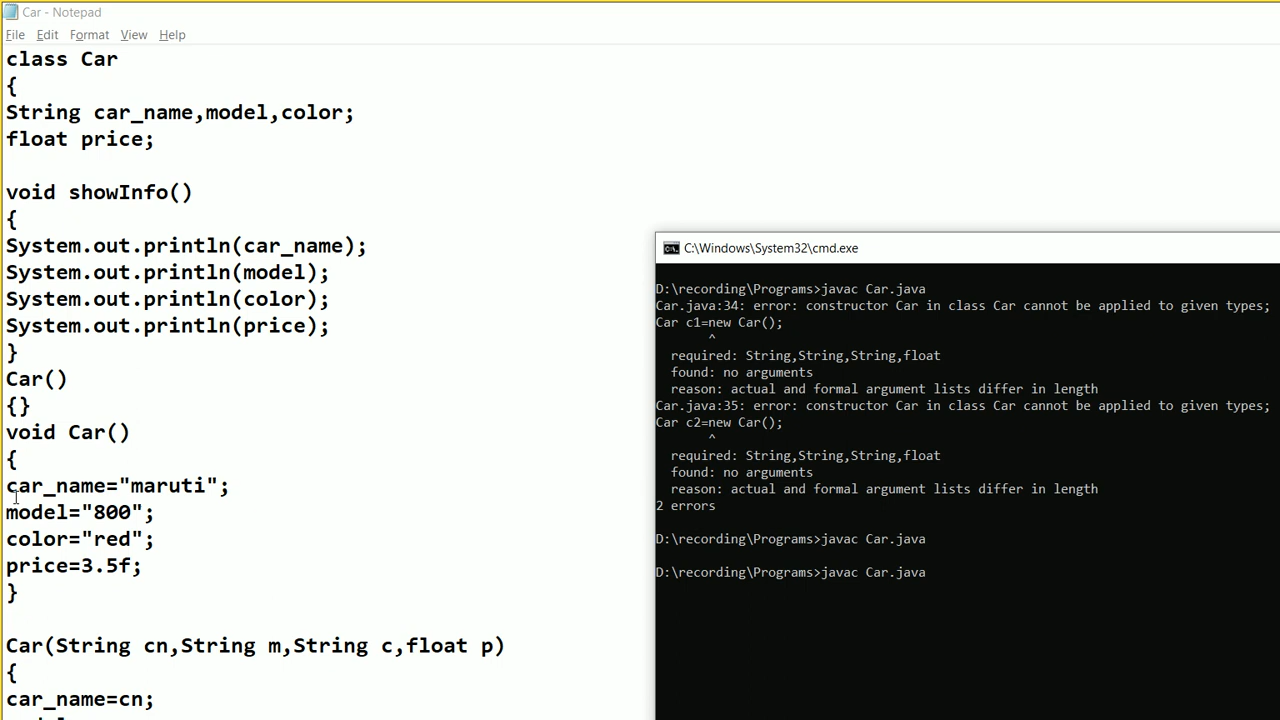 Car - Notepad
File Edit Format View Help
class Car
{
String car_name,model,color;
float price;
void showInfo()
{
System.out.println(car_name);
System.out.println(model);
System.out.println(color);
System.out.println(price);
}
Car()
{}
void Car()
{
car_name="maruti";
model="800";
color="red";
price=3.5f;
}
Car(String cn,String m,String c,float p)
{
car_name=cn;
C:\Windows\System32\cmd.exe
D:\recording\Programs>javac Car.java
Car.java:34: error: constructor Car in class Car cannot be applied to given types;
Car c1=new Car();
^
required: String,String,String,float
found: no arguments
reason: actual and formal argument lists differ in length
Car.java:35: error: constructor Car in class Car cannot be applied to given types;
Car c2=new Car();
^
required: String,String,String,float
found: no arguments
reason: actual and formal argument lists differ in length
2 errors
D:\recording\Programs>javac Car.java
D:\recording\Programs>javac Car.java